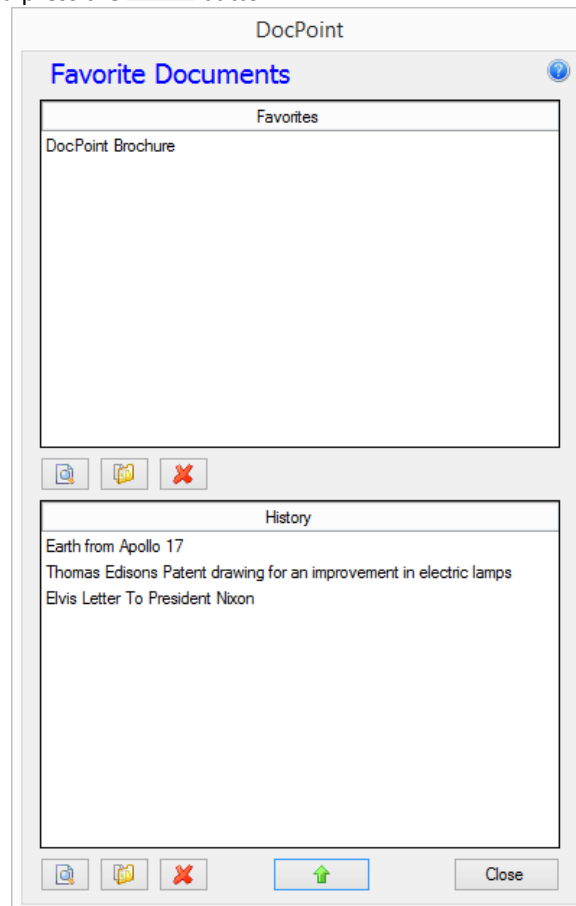 DocPoint
Favorite Documents
Favorites
DocPoint Brochure
History
Earth from Apollo 17
Thomas Edisons Patent drawing for an improvement in electric lamps
Elvis Letter To President Nixon
Close